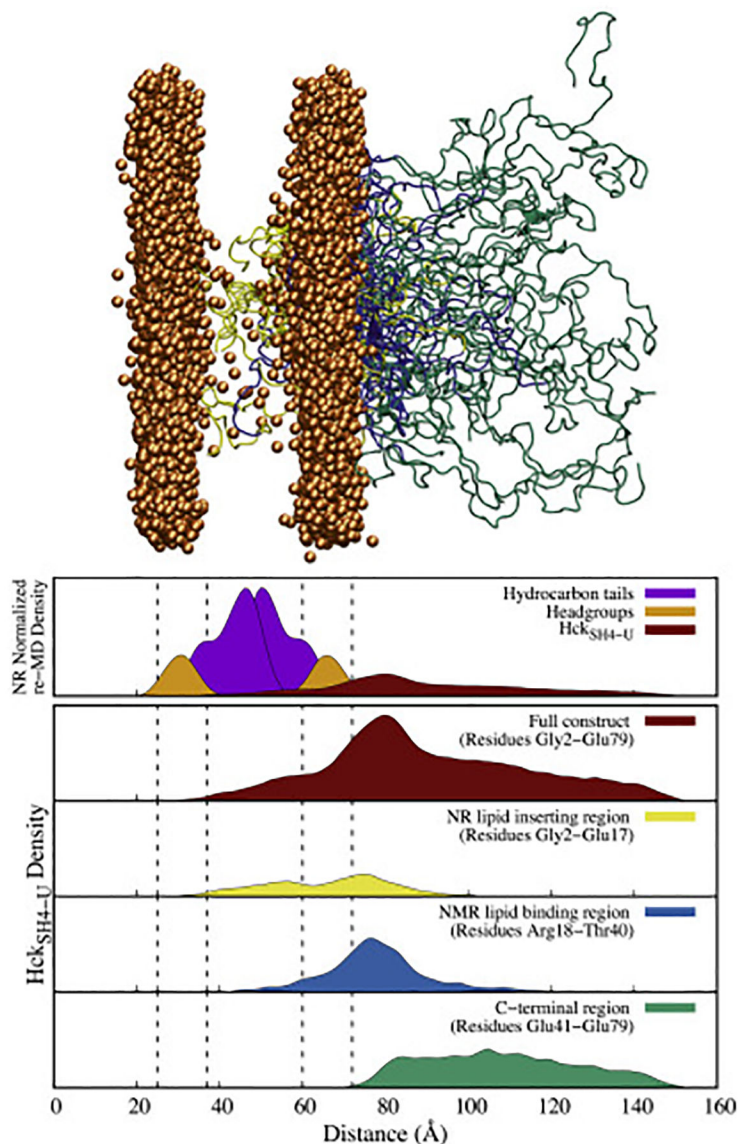 NR Normalized
re-MD Density
Hydrocarbon tails
Headgroups
Hck_SH4-U
Hck_SH4-U Density
Full construct
(Residues Gly2-Glu79)
NR lipid inserting region
(Residues Gly2-Glu17)
NMR lipid binding region
(Residues Arg18-Thr40)
C-terminal region
(Residues Glu41-Glu79)
0 20 40 60 80 100 120 140 160
Distance (Å)